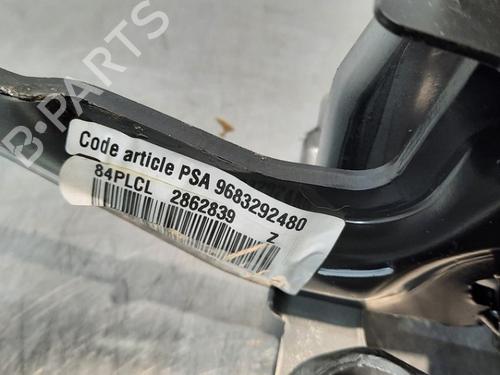 B-PARTS
Code article PSA 9683292480
84PLCL 2862839 Z